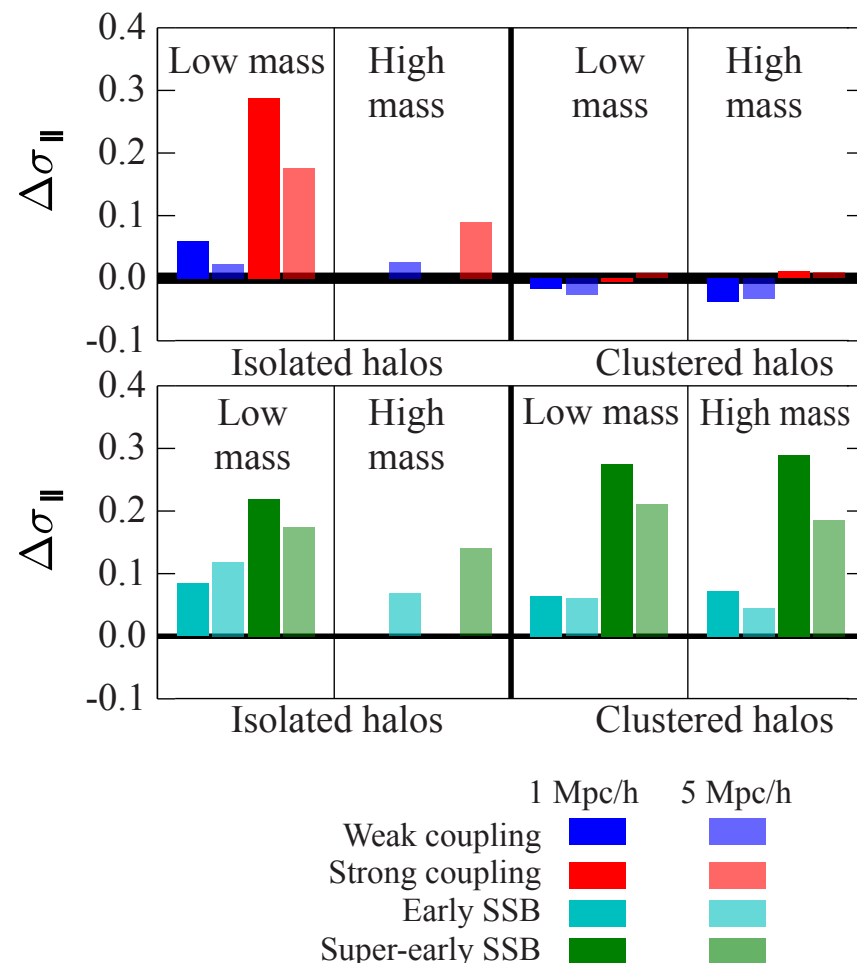 0.4
Low mass High Low High
mass mass mass
0.3
0.2
Δσ∥
0.1
0.0
-0.1
Isolated halos Clustered halos
0.4
Low High Low mass High mass
mass mass
0.3
0.2
Δσ∥
0.1
0.0
-0.1
Isolated halos Clustered halos
1 Mpc/h 5 Mpc/h
Weak coupling
Strong coupling
Early SSB
Super-early SSB